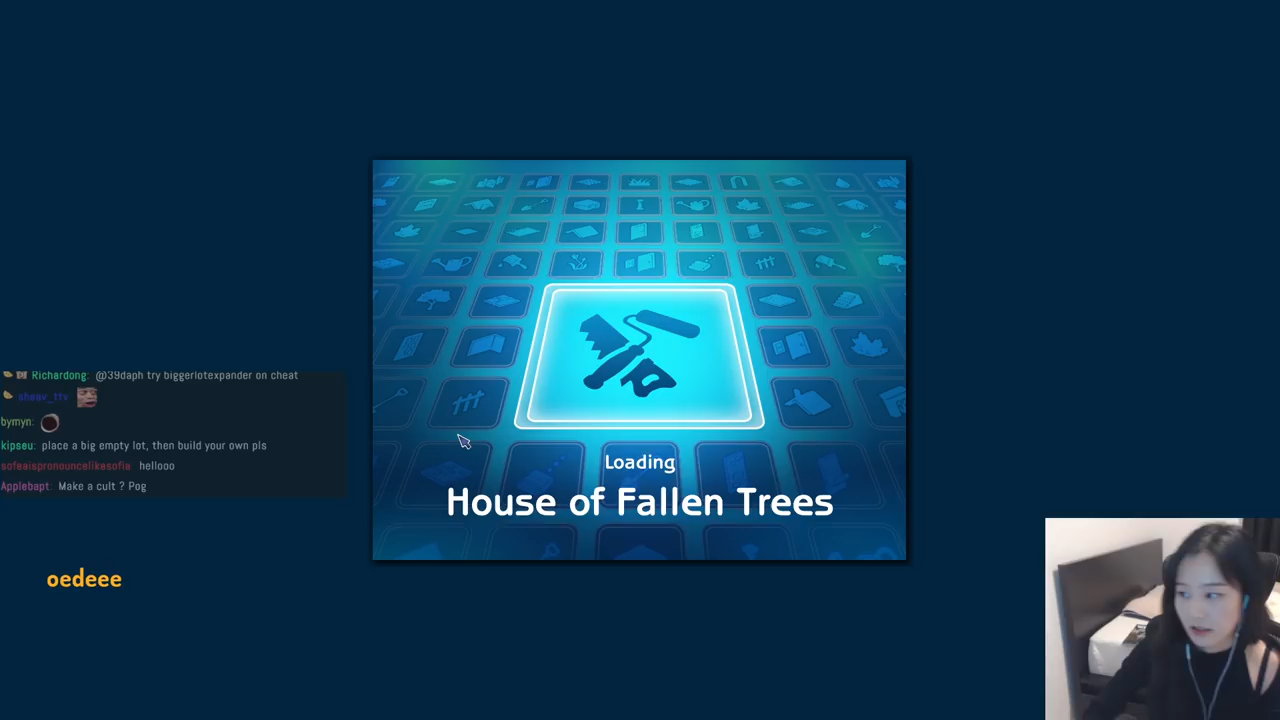 Richardong: @39daph try biggerlotexpander on cheat
sheav_ttv
bymyn:
kipseu: place a big empty lot, then build your own pls
sofeaispronouncelikesofia hellooo
Applebapt: Make a cult ? Pog
Loading
House of Fallen Trees
oedeee